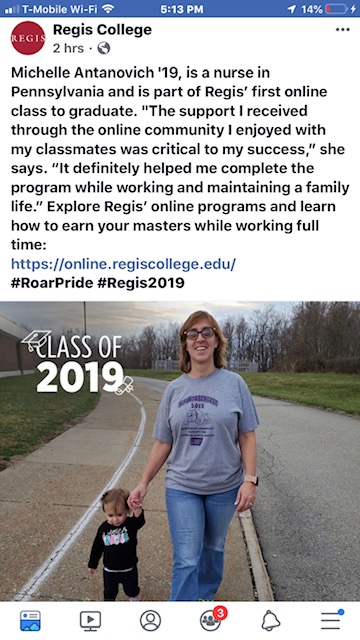 T-Mobile Wi-Fi 5:13 PM 14%
REGIS
Regis College
2 hrs ·
Michelle Antanovich '19, is a nurse in
Pennsylvania and is part of Regis’ first online
class to graduate. "The support I received
through the online community I enjoyed with
my classmates was critical to my success,” she
says. “It definitely helped me complete the
program while working and maintaining a family
life.” Explore Regis’ online programs and learn
how to earn your masters while working full
time:
https://online.regiscollege.edu/
#RoarPride #Regis2019
CLASS OF
2019
3